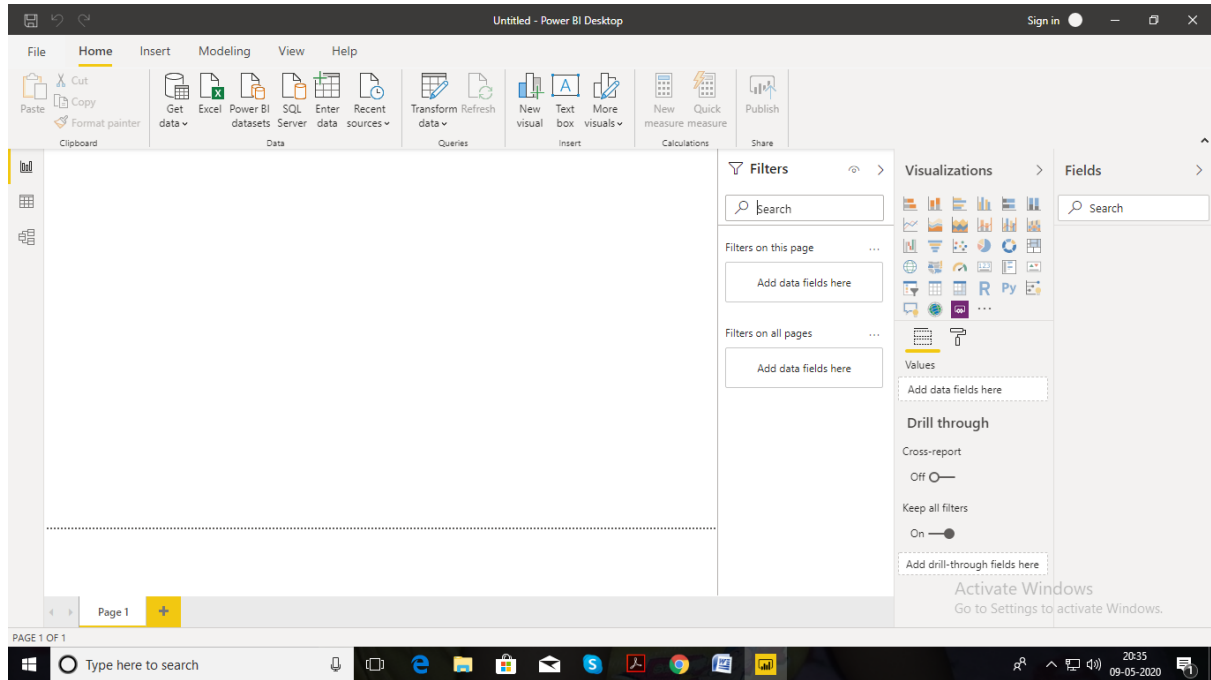 Untitled - Power BI Desktop
Sign in
File Home Insert Modeling View Help
Paste
Cut
Copy
Format painter
Clipboard
Get data
Excel
Power BI datasets
SQL Server
Enter data
Recent sources
Data
Transform data
Refresh
Queries
New visual
Text box
More visuals
Insert
New measure
Quick measure
Calculations
Publish
Share
Filters
Search
Filters on this page
...
Add data fields here
Filters on all pages
...
Add data fields here
Visualizations
R Py
...
Values
Add data fields here
Drill through
Cross-report
Off
Keep all filters
On
Add drill-through fields here
Fields
Search
Activate Windows
Go to Settings to activate Windows.
Page 1 +
PAGE 1 OF 1
Type here to search
20:35
09-05-2020